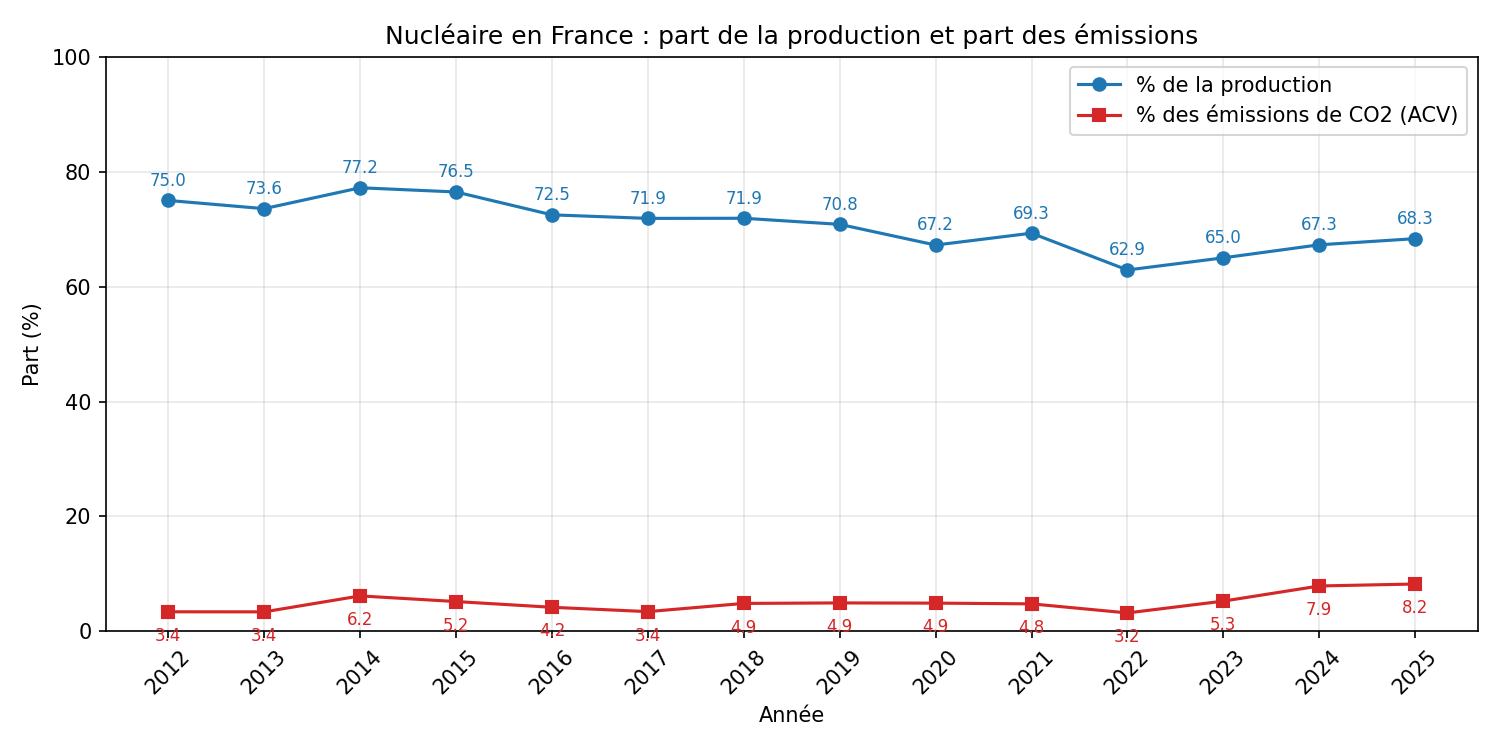 Nucléaire en France : part de la production et part des émissions
% de la production
% des émissions de CO2 (ACV)
Part (%)
100
80
60
40
20
0
75.0 73.6 77.2 76.5 72.5 71.9 71.9 70.8 67.2 69.3 62.9 65.0 67.3 68.3
3.4 3.4 6.2 5.2 4.2 3.4 4.9 4.9 4.9 4.8 3.2 5.3 7.9 8.2
2012 2013 2014 2015 2016 2017 2018 2019 2020 2021 2022 2023 2024 2025
Année